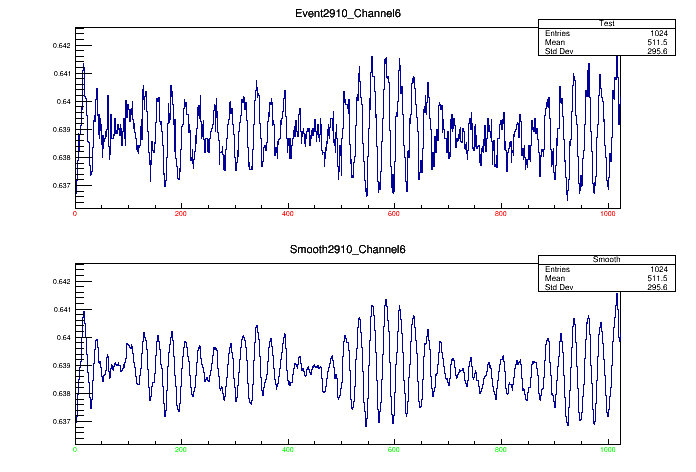 Event2910_Channel6
Test
Entries 1024
Mean 511.5
Std Dev 295.6
0.642
0.641
0.64
0.639
0.638
0.637
0 200 400 600 800 1000
Smooth2910_Channel6
Smooth
Entries 1024
Mean 511.5
Std Dev 295.6
0.642
0.641
0.64
0.639
0.638
0.637
0 200 400 600 800 1000